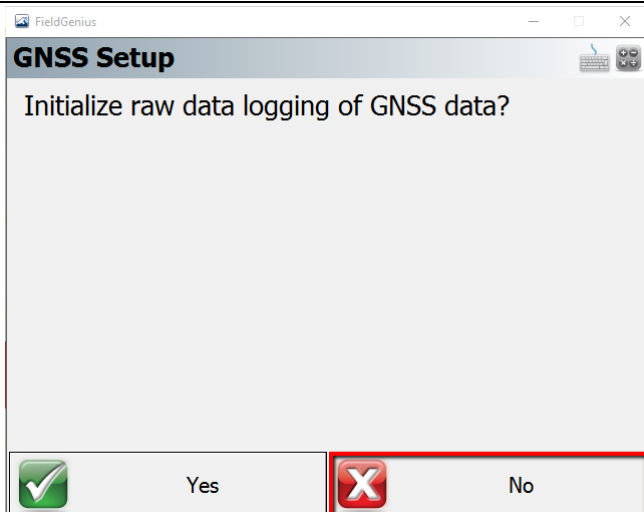 FieldGenius
GNSS Setup
Initialize raw data logging of GNSS data?
Yes
No